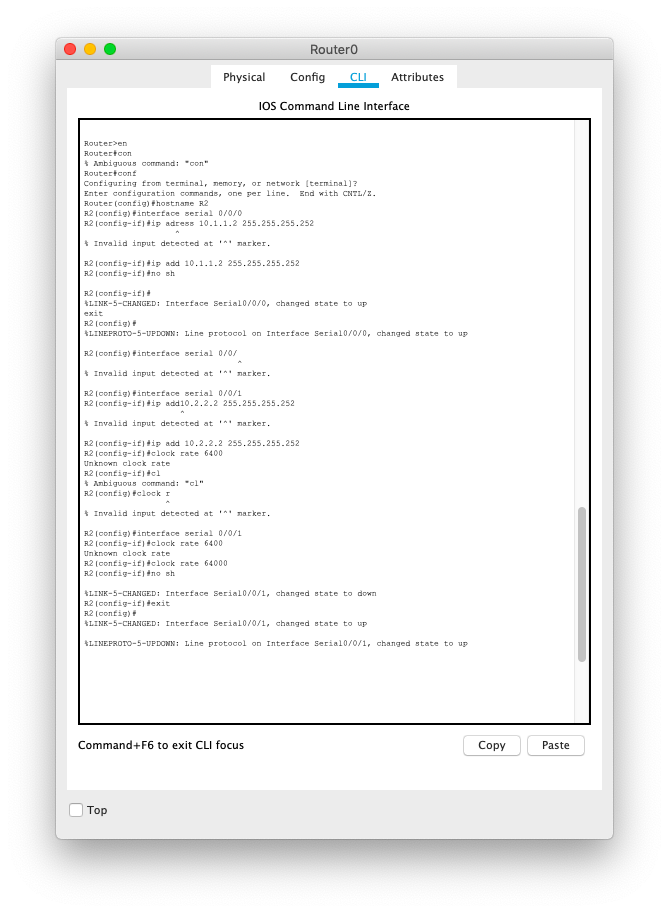 Router0
Physical Config CLI Attributes
IOS Command Line Interface
Router>en
Router#con
% Ambiguous command: "con"
Router#conf
Configuring from terminal, memory, or network [terminal]?
Enter configuration commands, one per line.  End with CNTL/Z.
Router(config)#hostname R2
R2(config)#interface serial 0/0/0
R2(config-if)#ip adress 10.1.1.2 255.255.255.252
^
% Invalid input detected at '^' marker.
R2(config-if)#ip add 10.1.1.2 255.255.255.252
R2(config-if)#no sh
R2(config-if)#
%LINK-5-CHANGED: Interface Serial0/0/0, changed state to up
exit
R2(config)#
%LINEPROTO-5-UPDOWN: Line protocol on Interface Serial0/0/0, changed state to up
R2(config)#interface serial 0/0/
^
% Invalid input detected at '^' marker.
R2(config)#interface serial 0/0/1
R2(config-if)#ip add10.2.2.2 255.255.255.252
^
% Invalid input detected at '^' marker.
R2(config-if)#ip add 10.2.2.2 255.255.255.252
R2(config-if)#clock rate 6400
Unknown clock rate
R2(config-if)#cl
% Ambiguous command: "cl"
R2(config)#clock r
^
% Invalid input detected at '^' marker.
R2(config)#interface serial 0/0/1
R2(config-if)#clock rate 6400
Unknown clock rate
R2(config-if)#clock rate 64000
R2(config-if)#no sh
%LINK-5-CHANGED: Interface Serial0/0/1, changed state to down
R2(config-if)#exit
R2(config)#
%LINK-5-CHANGED: Interface Serial0/0/1, changed state to up
%LINEPROTO-5-UPDOWN: Line protocol on Interface Serial0/0/1, changed state to up
Command+F6 to exit CLI focus
Copy Paste
Top